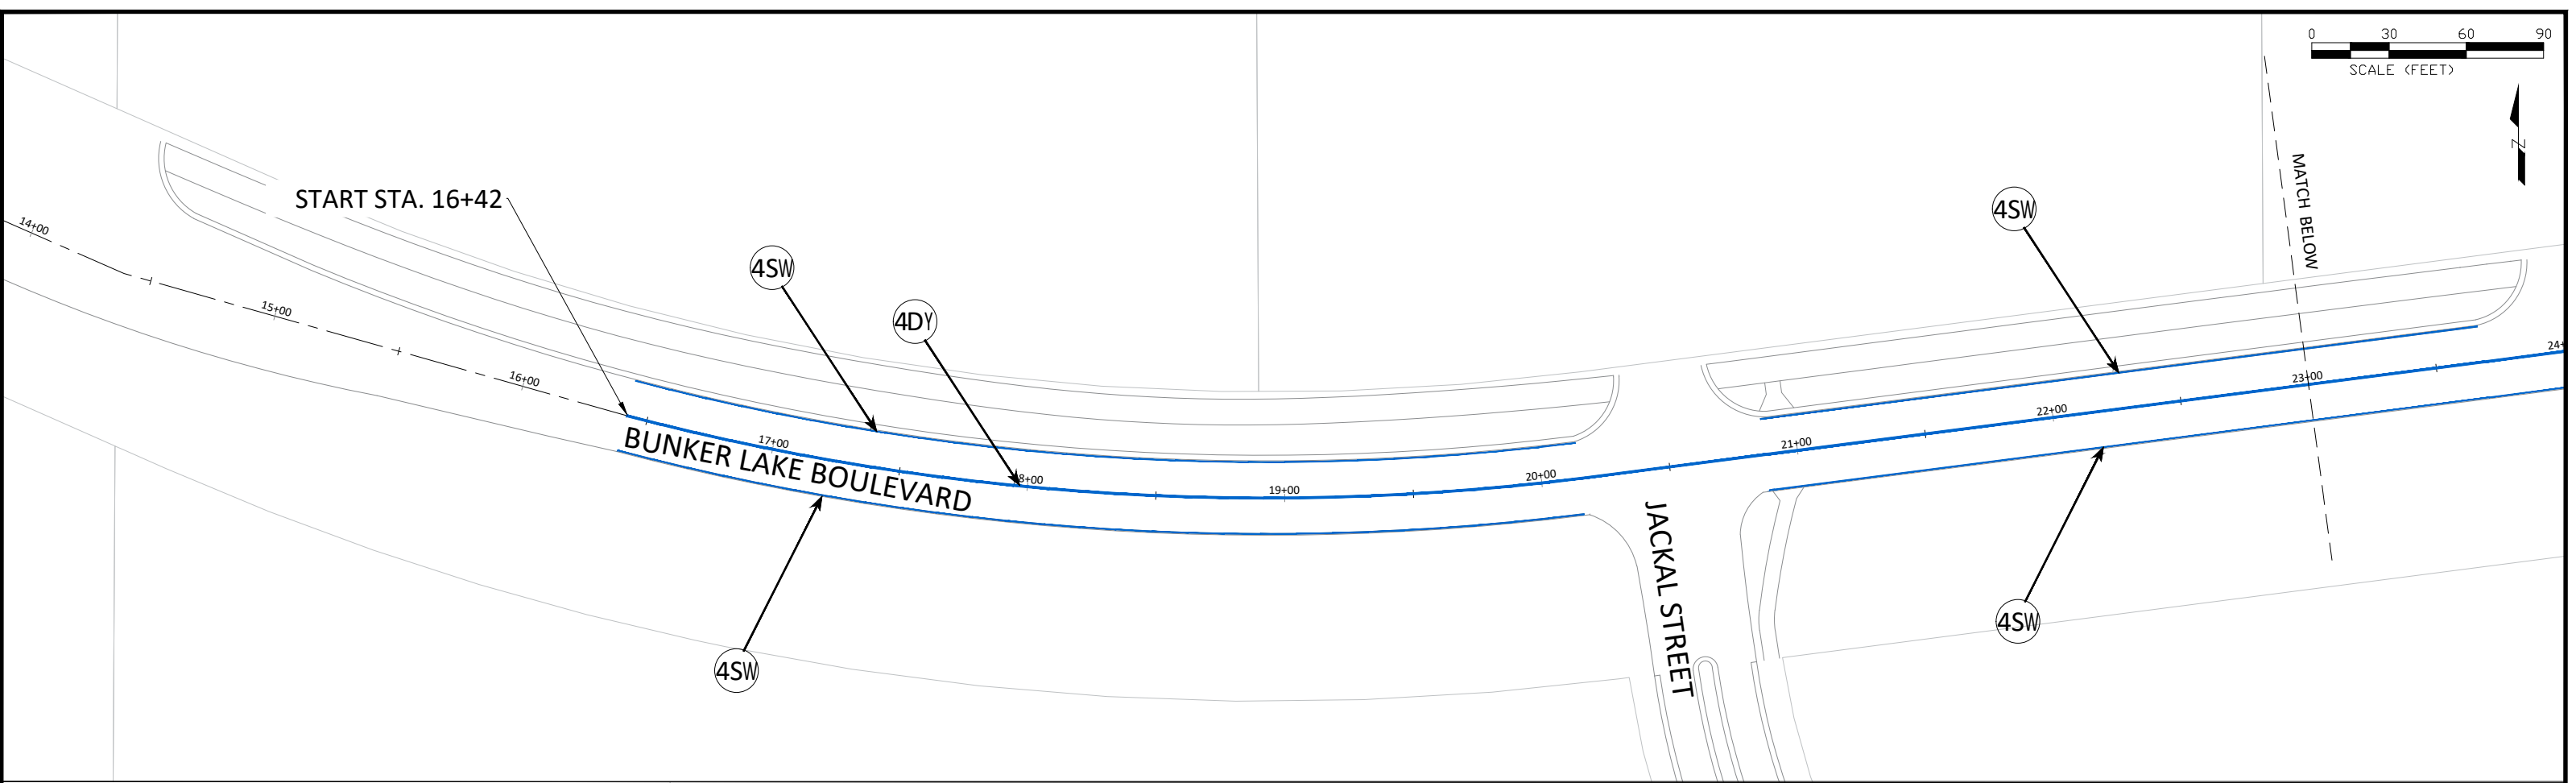 0 30 60 90
SCALE (FEET)
N
MATCH BELOW
START STA. 16+42
4SW
4DY
4SW
14+00
15+00
16+00
17+00
18+00
19+00
20+00
21+00
22+00
23+00
BUNKER LAKE BOULEVARD
JACKAL STREET
4SW
4SW